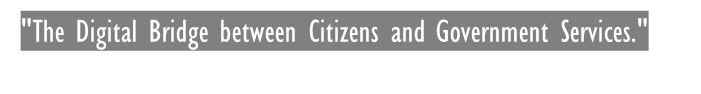 "The Digital Bridge between Citizens and Government Services."